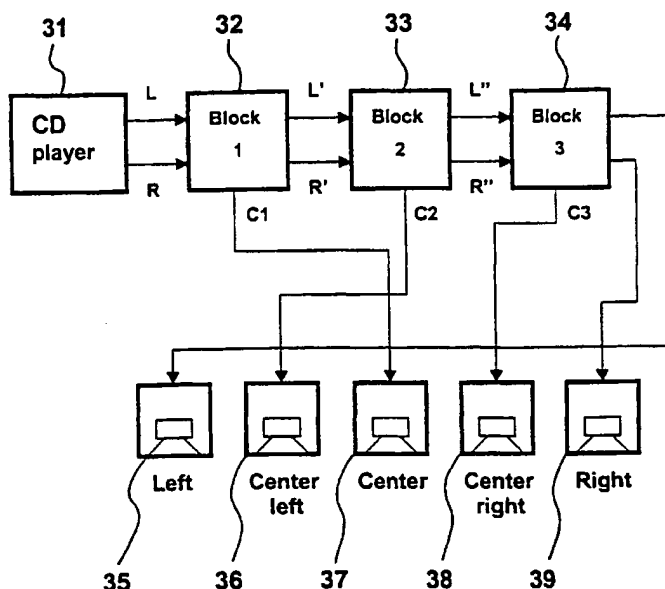 31
32
33
34
L
L'
L"
CD
player
Block
1
Block
2
Block
3
R
R'
R"
C1
C2
C3
Left
Center
left
Center
Center
right
Right
35
36
37
38
39